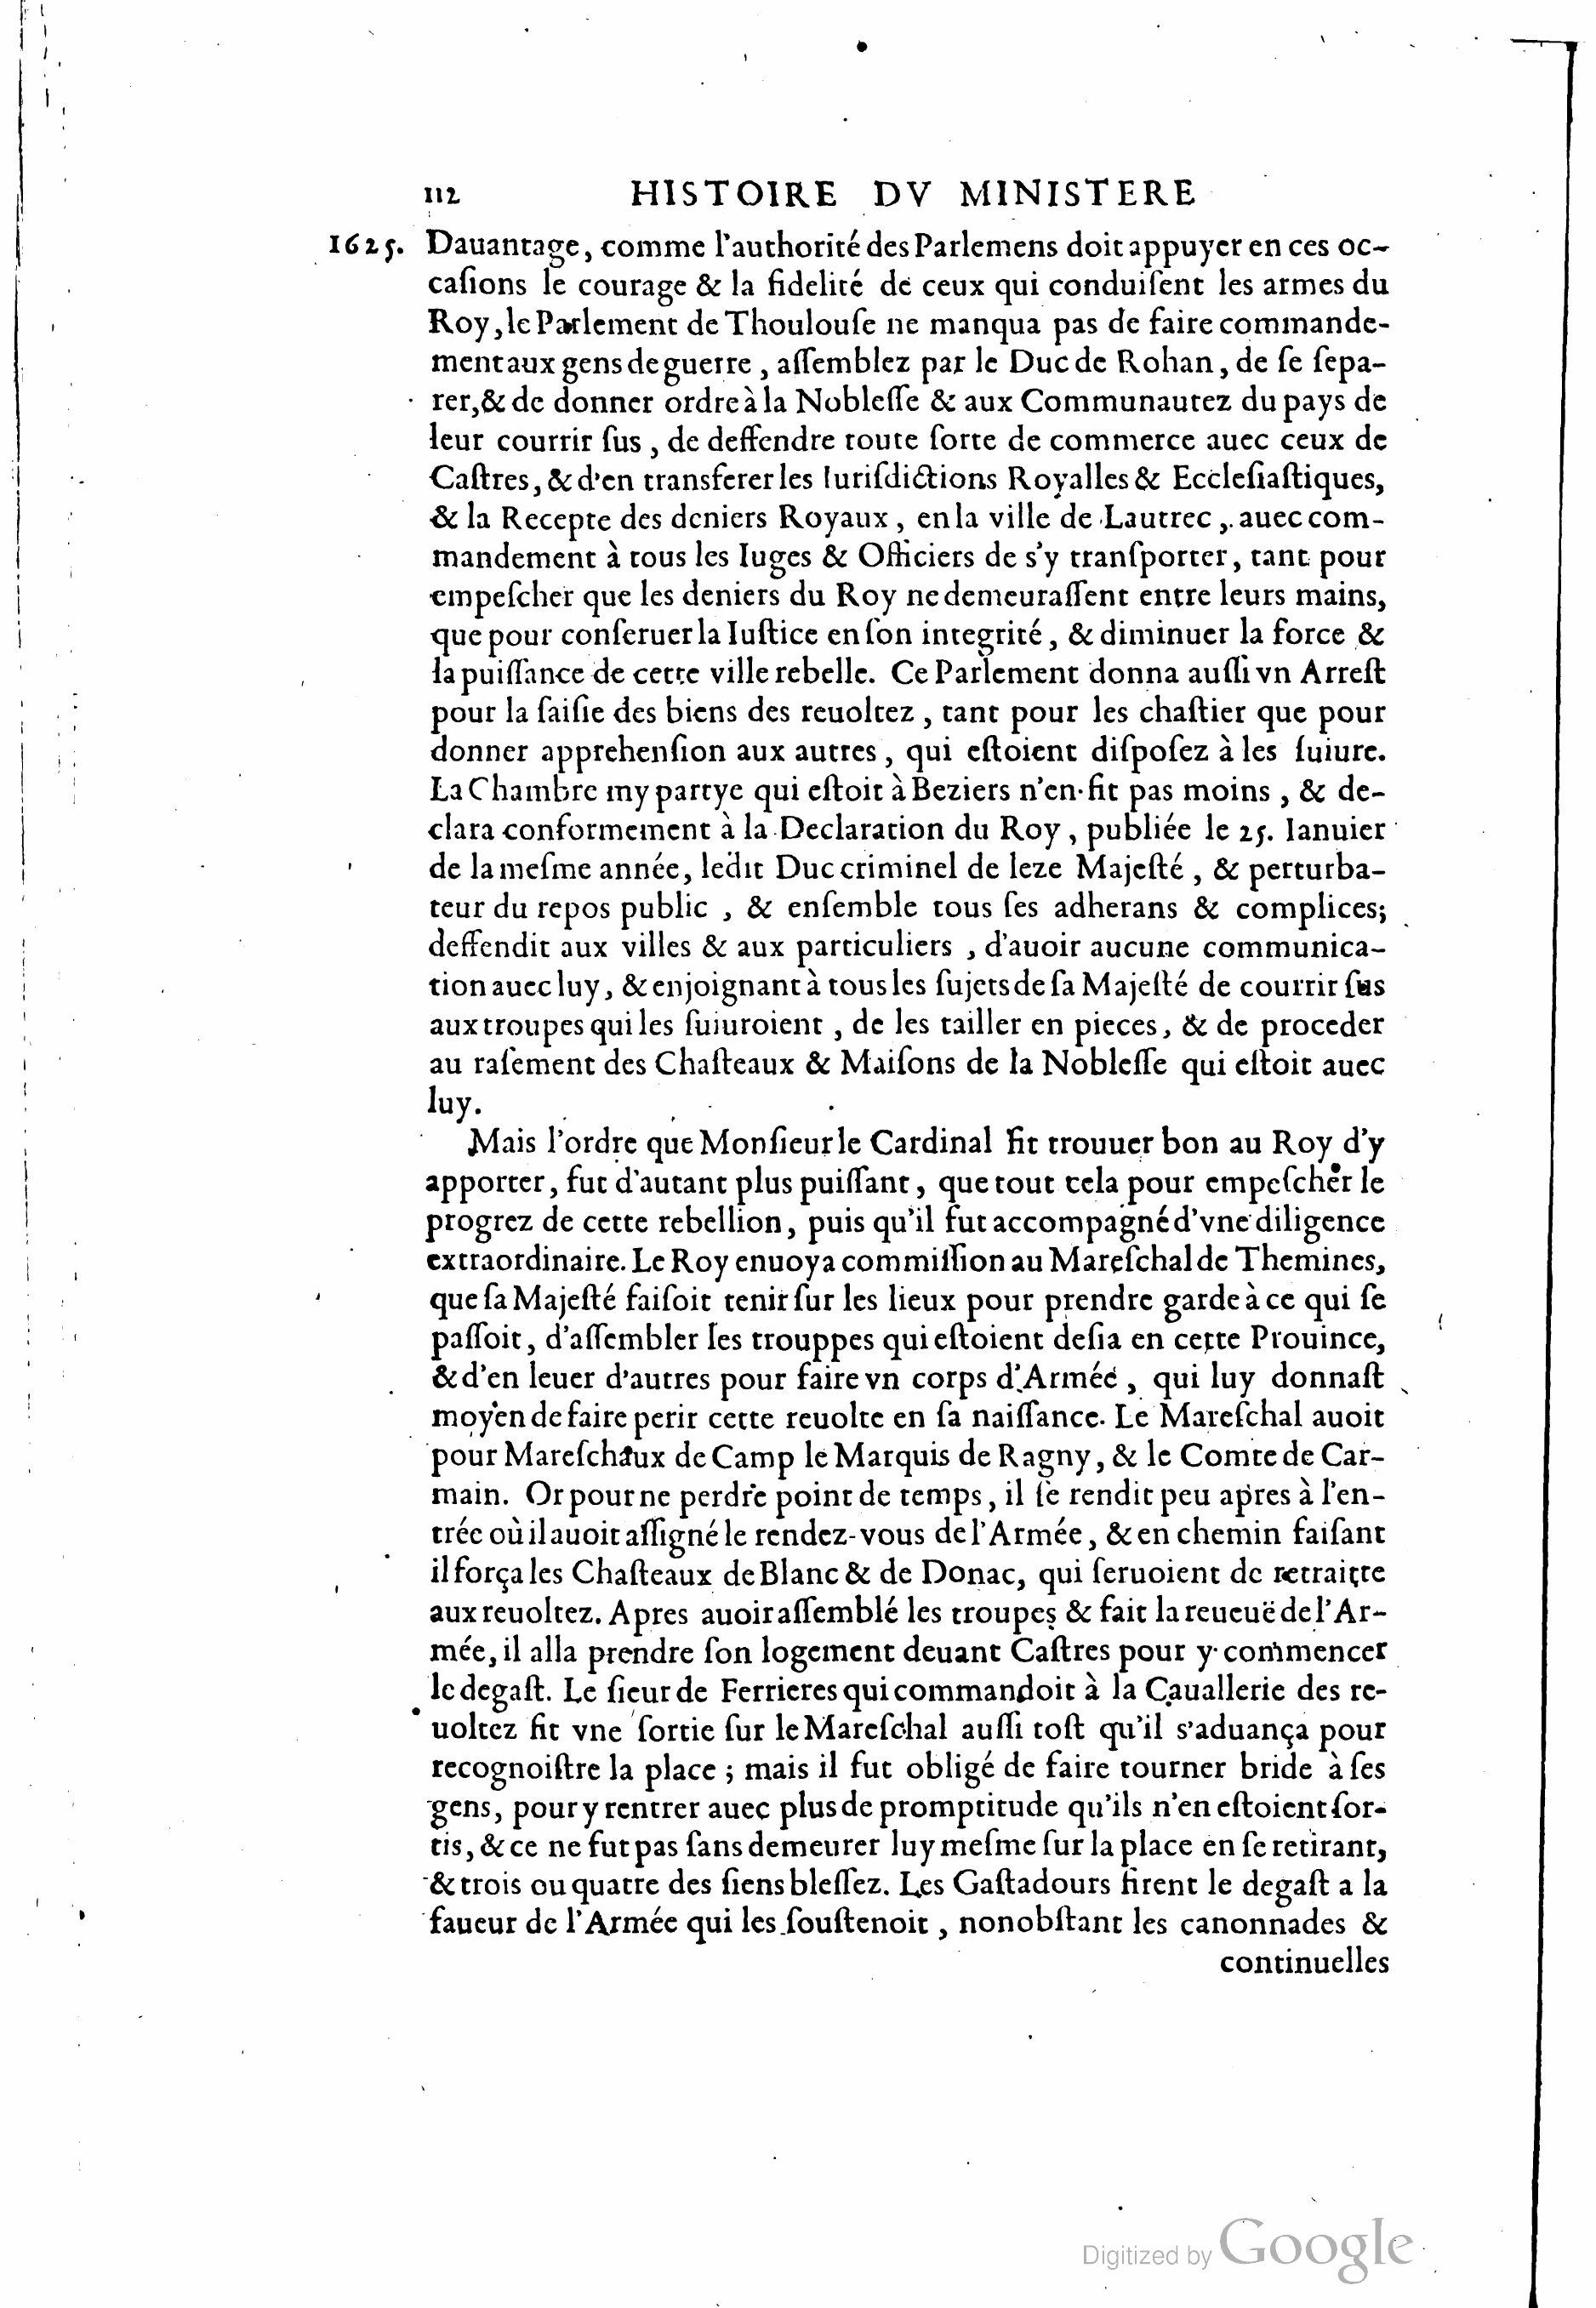 112 HISTOIRE DV MINISTERE
1625. Dauantage, comme l'authorité des Parlemens doit appuyer en ces oc-
caſions le courage & la fidelité de ceux qui conduiſent les armes du
Roy, le Parlement de Thoulouſe ne manqua pas de faire commande-
ment aux gens de guerre, aſſemblez par le Duc de Rohan, de ſe ſepa-
rer, & de donner ordre à la Nobleſſe & aux Communautez du pays de
leur courrir ſus, de deffendre toute ſorte de commerce auec ceux de
Caſtres, & d'en transferer les Iuriſdictions Royalles & Eccleſiaſtiques,
& la Recepte des deniers Royaux, en la ville de Lautrec, auec com-
mandement à tous les Iuges & Officiers de s'y tranſporter, tant pour
empeſcher que les deniers du Roy ne demeuraſſent entre leurs mains,
que pour conſeruer la Iuſtice en ſon integrité, & diminuer la force &
la puiſſance de cette ville rebelle. Ce Parlement donna auſſi vn Arreſt
pour la ſaiſie des biens des reuoltez, tant pour les chaſtier que pour
donner apprehenſion aux autres, qui eſtoient diſpoſez à les ſuiure.
La Chambre my partye qui eſtoit à Beziers n'en fit pas moins, & de-
clara conformement à la Declaration du Roy, publiée le 25. Ianuier
de la meſme année, ledit Duc criminel de leze Majeſté, & perturba-
teur du repos public, & enſemble tous ſes adherans & complices;
deffendit aux villes & aux particuliers, d'auoir aucune communica-
tion auec luy, & enjoignant à tous les ſujets de ſa Majeſté de courrir ſus
aux troupes qui les ſuiuroient, de les tailler en pieces, & de proceder
au raſement des Chaſteaux & Maiſons de la Nobleſſe qui eſtoit auec
luy.
Mais l'ordre que Monſieur le Cardinal fit trouuer bon au Roy d'y
apporter, fut d'autant plus puiſſant, que tout cela pour empeſcher le
progrez de cette rebellion, puis qu'il fut accompagné d'vne diligence
extraordinaire. Le Roy enuoya commiſſion au Mareſchal de Themines,
que ſa Majeſté faiſoit tenir ſur les lieux pour prendre garde à ce qui ſe
paſſoit, d'aſſembler les trouppes qui eſtoient deſia en cette Prouince,
& d'en leuer d'autres pour faire vn corps d'Armée, qui luy donnaſt
moyen de faire perir cette reuolte en ſa naiſſance. Le Mareſchal auoit
pour Mareſchaux de Camp le Marquis de Ragny, & le Comte de Car-
main. Or pour ne perdre point de temps, il ſe rendit peu apres à l'en-
trée où il auoit aſſigné le rendez-vous de l'Armée, & en chemin faiſant
il força les Chaſteaux de Blanc & de Donac, qui ſeruoient de retraitte
aux reuoltez. Apres auoir aſſemblé les troupes & fait la reueuë de l'Ar-
mée, il alla prendre ſon logement deuant Caſtres pour y commencer
le degaſt. Le ſieur de Ferrieres qui commandoit à la Cauallerie des re-
uoltez fit vne ſortie ſur le Mareſchal auſſi toſt qu'il s'aduança pour
recognoiſtre la place; mais il fut obligé de faire tourner bride à ſes
gens, pour y rentrer auec plus de promptitude qu'ils n'en eſtoient ſor-
tis, & ce ne fut pas ſans demeurer luy meſme ſur la place en ſe retirant,
& trois ou quatre des ſiens bleſſez. Les Gaſtadours firent le degaſt a la
faueur de l'Armée qui les ſouſtenoit, nonobſtant les canonnades &
continuelles
Digitized by Google